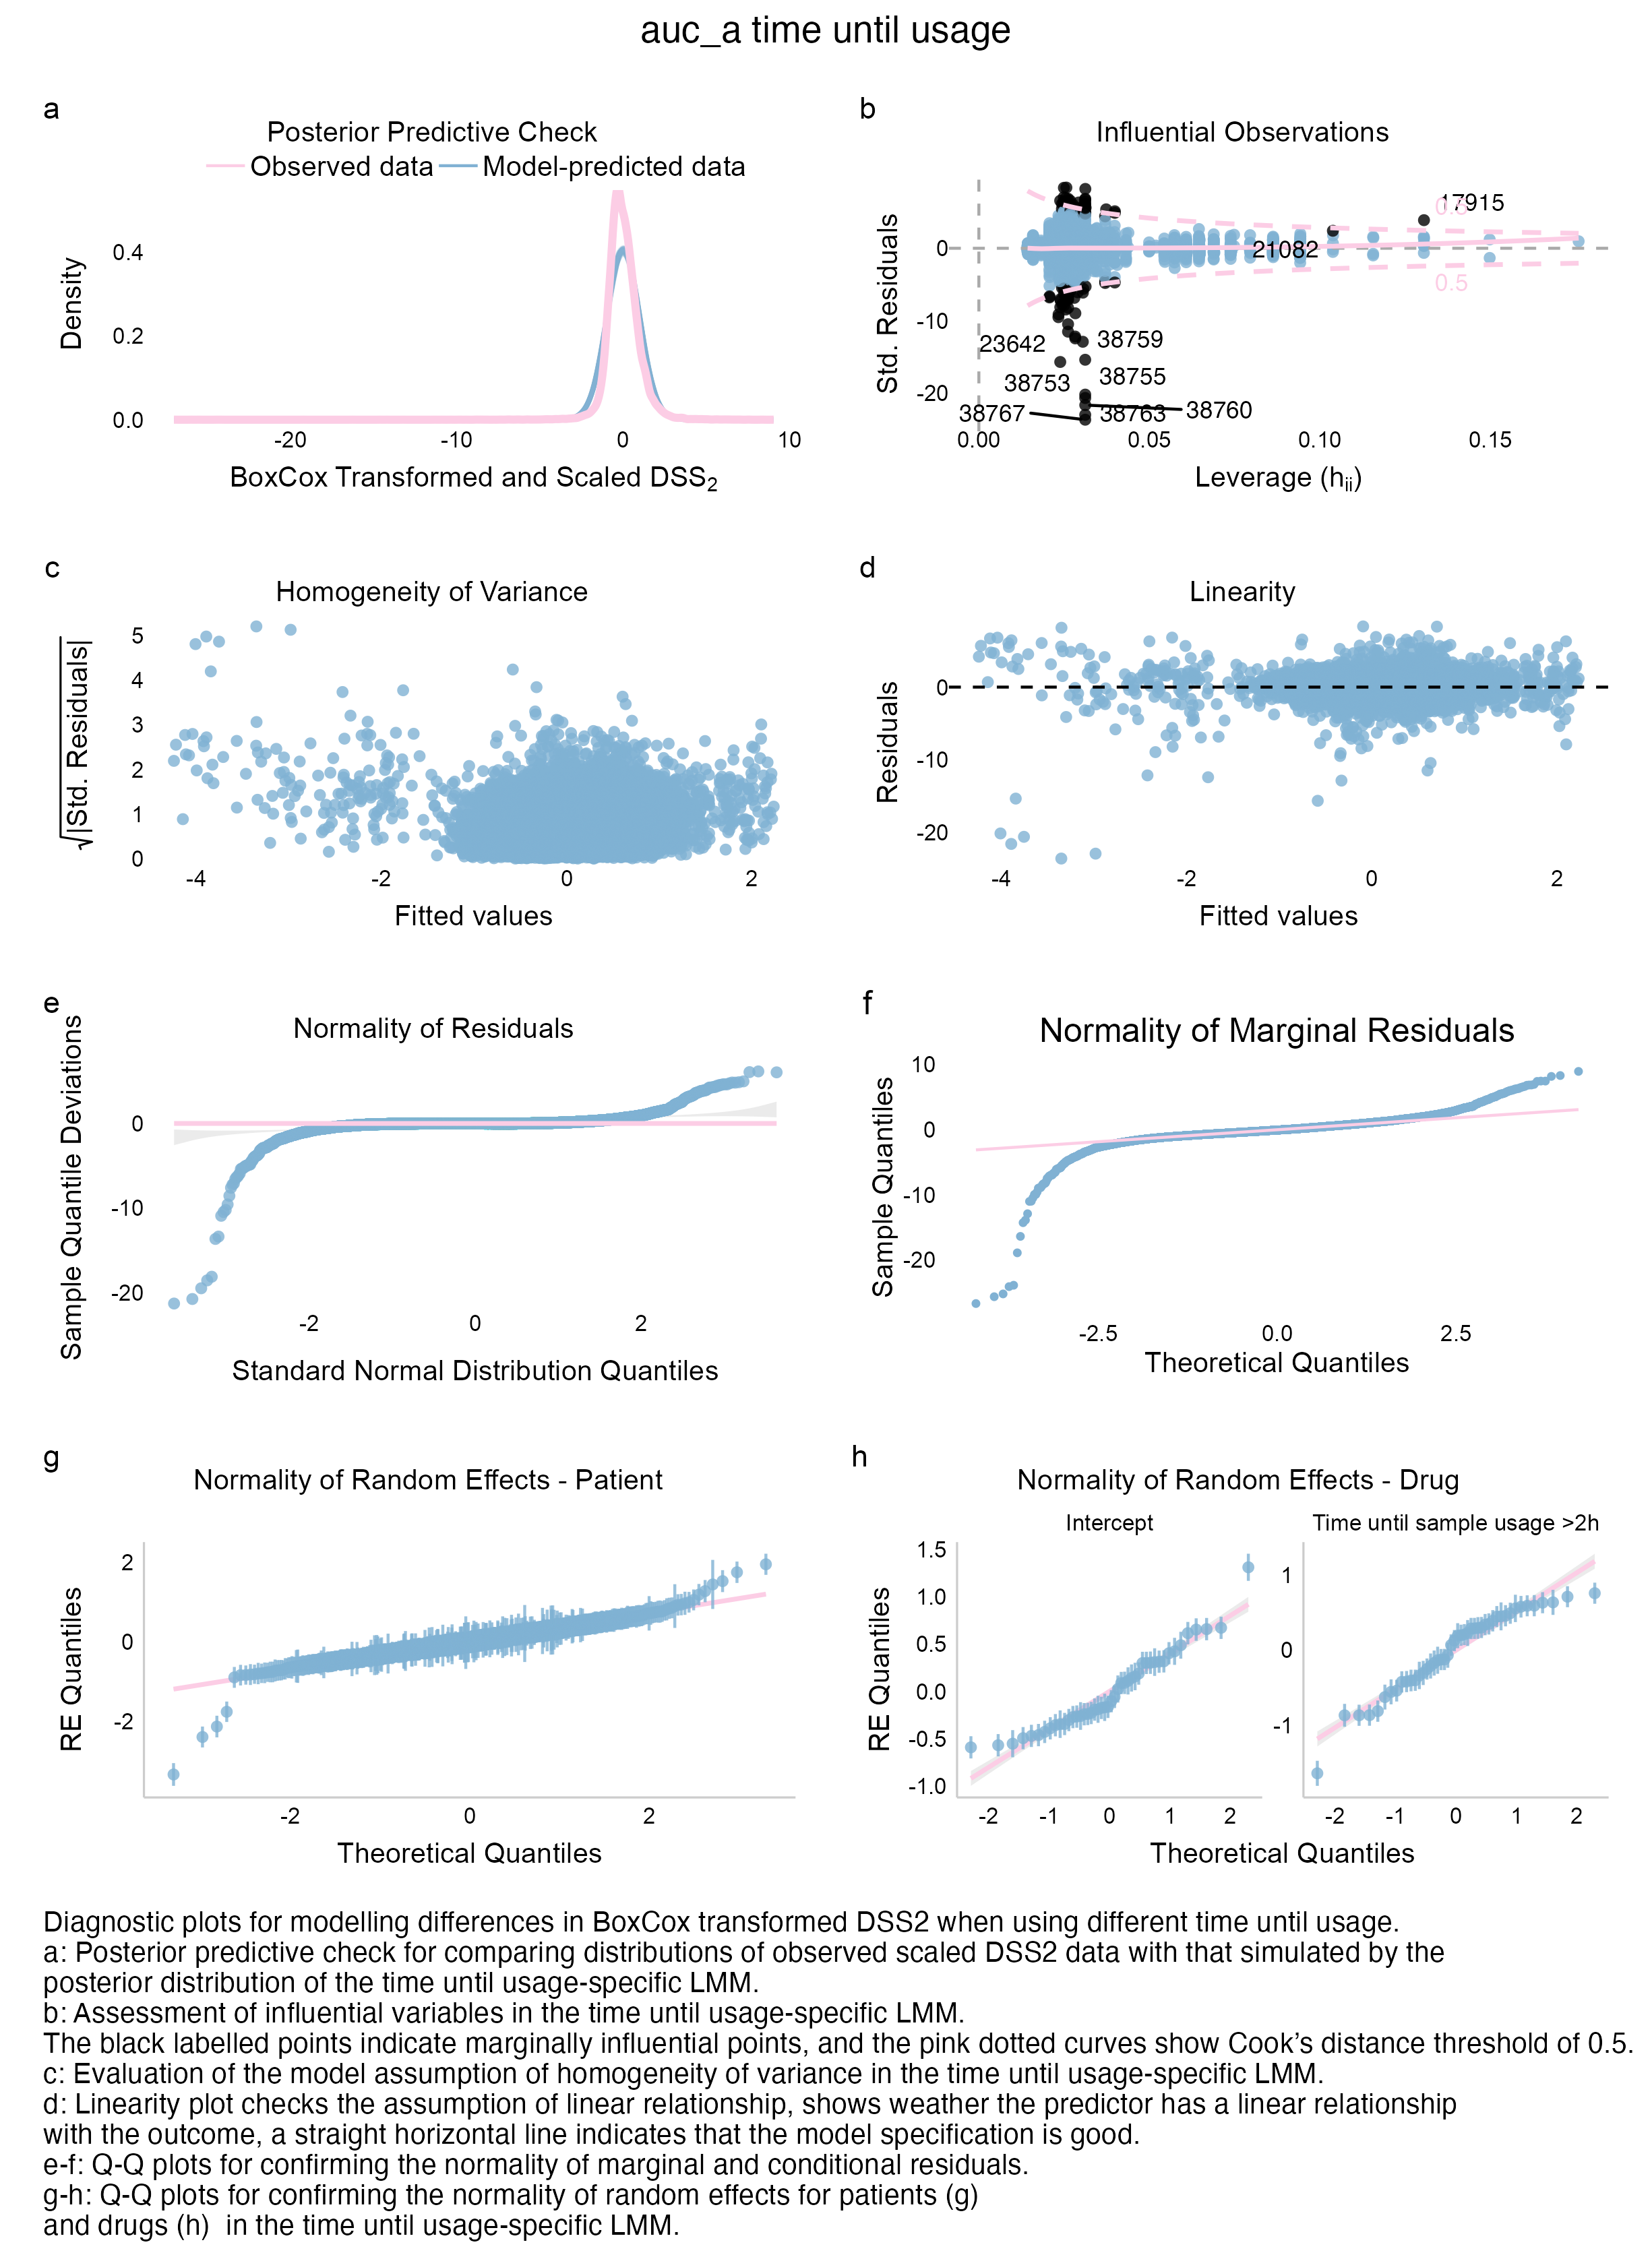 auc_a time until usage
a
Posterior Predictive Check
Observed data
Model-predicted data
Density
0.4
0.2
0.0
-20
-10
0
10
BoxCox Transformed and Scaled DSS2
b
Influential Observations
Std. Residuals
0
-10
-20
17915
0.5
21082
0.5
23642
38759
38753
38755
38767
38763
38760
0.00
0.05
0.10
0.15
Leverage (hii)
c
Homogeneity of Variance
√|Std. Residuals|
5
4
3
2
1
0
-4
-2
0
2
Fitted values
d
Linearity
Residuals
0
-10
-20
-4
-2
0
2
Fitted values
e
Normality of Residuals
Sample Quantile Deviations
0
-10
-20
-2
0
2
Standard Normal Distribution Quantiles
f
Normality of Marginal Residuals
Sample Quantiles
10
0
-10
-20
-2.5
0.0
2.5
Theoretical Quantiles
g
Normality of Random Effects - Patient
RE Quantiles
2
0
-2
-2
0
2
Theoretical Quantiles
h
Normality of Random Effects - Drug
Intercept
Time until sample usage >2h
RE Quantiles
1.5
1.0
0.5
0.0
-0.5
-1.0
-2
-1
0
1
2
1
0
-1
-2
-1
0
1
2
Theoretical Quantiles
Diagnostic plots for modelling differences in BoxCox transformed DSS2 when using different time until usage.
a: Posterior predictive check for comparing distributions of observed scaled DSS2 data with that simulated by the
posterior distribution of the time until usage-specific LMM.
b: Assessment of influential variables in the time until usage-specific LMM.
The black labelled points indicate marginally influential points, and the pink dotted curves show Cook’s distance threshold of 0.5.
c: Evaluation of the model assumption of homogeneity of variance in the time until usage-specific LMM.
d: Linearity plot checks the assumption of linear relationship, shows weather the predictor has a linear relationship
with the outcome, a straight horizontal line indicates that the model specification is good.
e-f: Q-Q plots for confirming the normality of marginal and conditional residuals.
g-h: Q-Q plots for confirming the normality of random effects for patients (g)
and drugs (h)  in the time until usage-specific LMM.